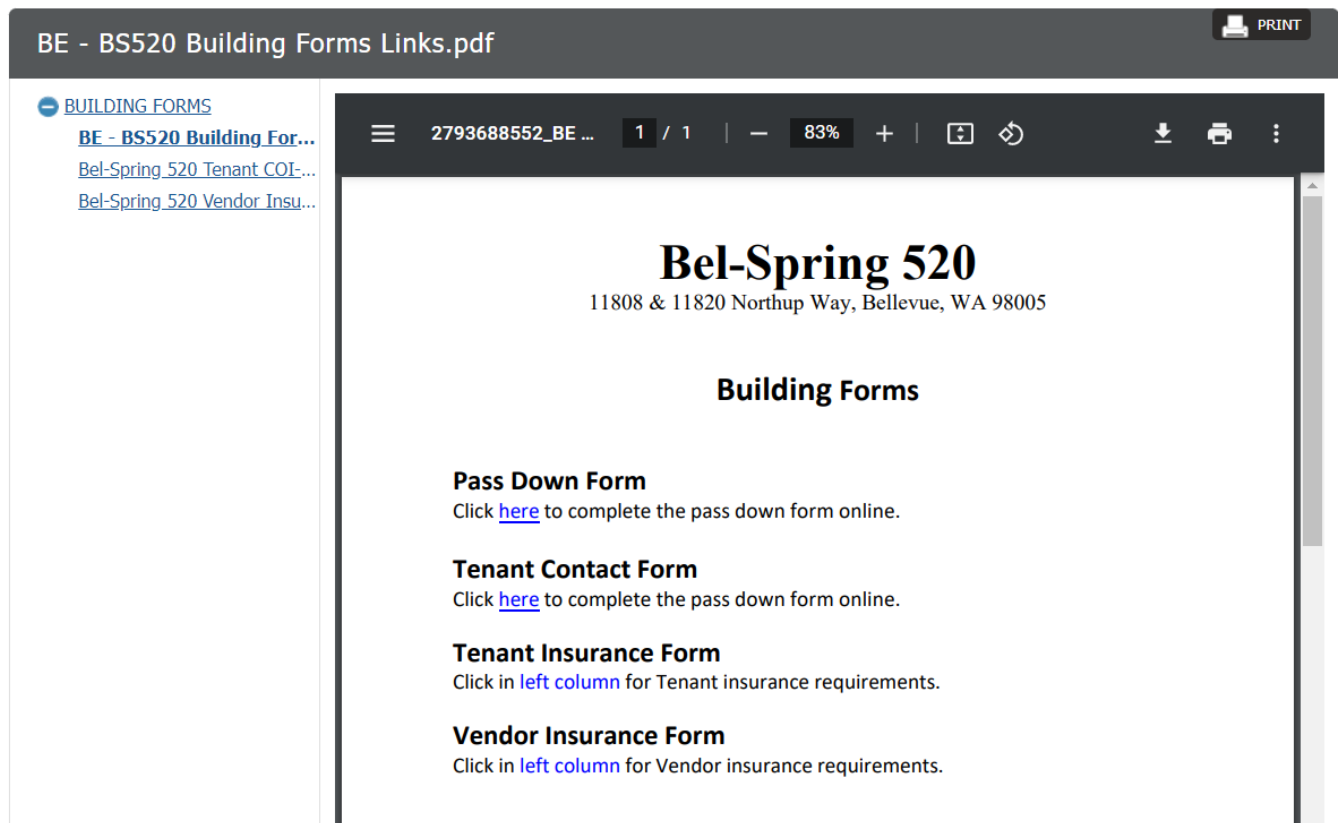 BE - BS520 Building Forms Links.pdf
PRINT
BUILDING FORMS
BE - BS520 Building For...
Bel-Spring 520 Tenant COI-...
Bel-Spring 520 Vendor Insu...
2793688552_BE ...
1 / 1
83%
Bel-Spring 520
11808 & 11820 Northup Way, Bellevue, WA 98005
Building Forms
Pass Down Form
Click here to complete the pass down form online.
Tenant Contact Form
Click here to complete the pass down form online.
Tenant Insurance Form
Click in left column for Tenant insurance requirements.
Vendor Insurance Form
Click in left column for Vendor insurance requirements.